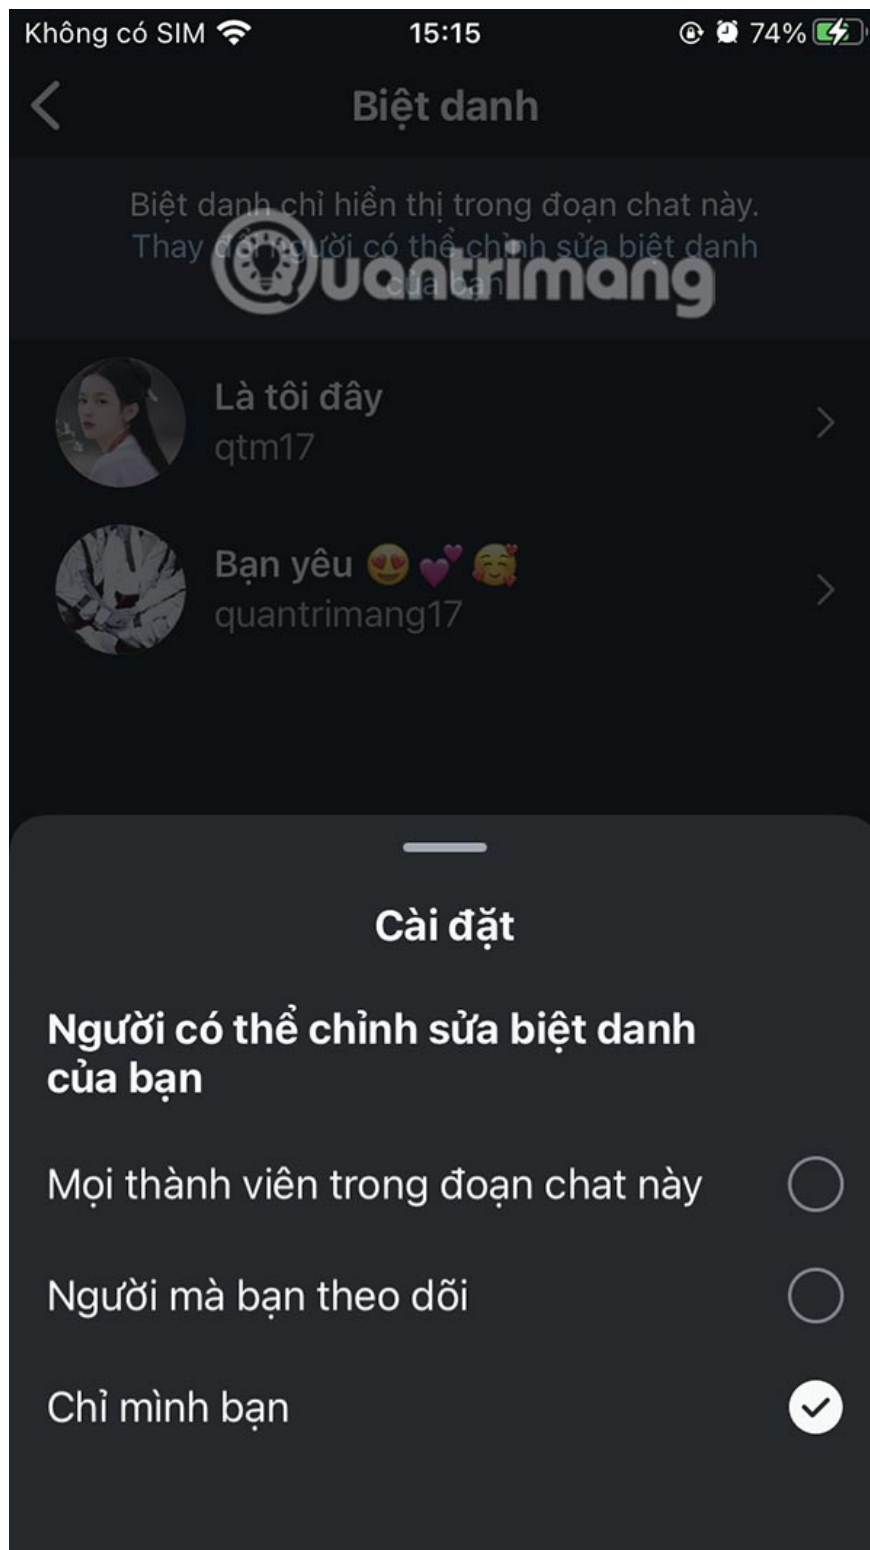 Không có SIM 15:15 74%
Biệt danh
Biệt danh chỉ hiển thị trong đoạn chat này.
Thay đổi người có thể chỉnh sửa biệt danh
của bạn
Quantrimang
Là tôi đây
qtm17
Bạn yêu 😍💕🥰
quantrimang17
Cài đặt
Người có thể chỉnh sửa biệt danh
của bạn
Mọi thành viên trong đoạn chat này
Người mà bạn theo dõi
Chỉ mình bạn